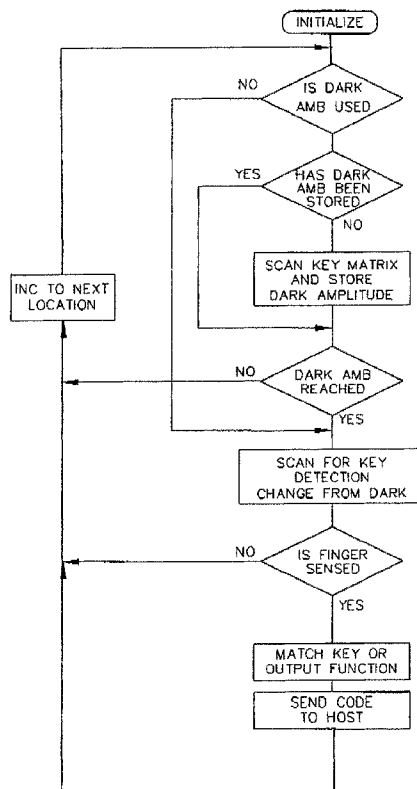 INITIALIZE
NO
IS DARK
AMB USED
YES
HAS DARK
AMB BEEN
STORED
NO
SCAN KEY MATRIX
AND STORE
DARK AMPLITUDE
INC TO NEXT
LOCATION
NO
DARK AMB
REACHED
YES
SCAN FOR KEY
DETECTION
CHANGE FROM DARK
NO
IS FINGER
SENSED
YES
MATCH KEY OR
OUTPUT FUNCTION
SEND CODE
TO HOST